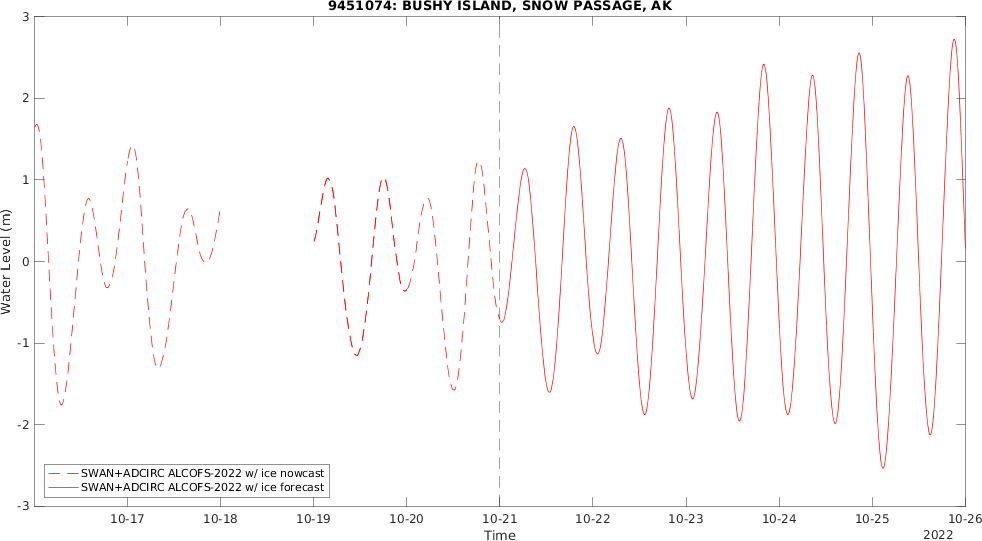 9451074: BUSHY ISLAND, SNOW PASSAGE, AK
3
2
1
0
-1
-2
-3
Water Level (m)
SWAN+ADCIRC ALCOFS-2022 w/ ice nowcast
SWAN+ADCIRC ALCOFS-2022 w/ ice forecast
10-17 10-18 10-19 10-20 10-21 10-22 10-23 10-24 10-25 10-26
Time
2022